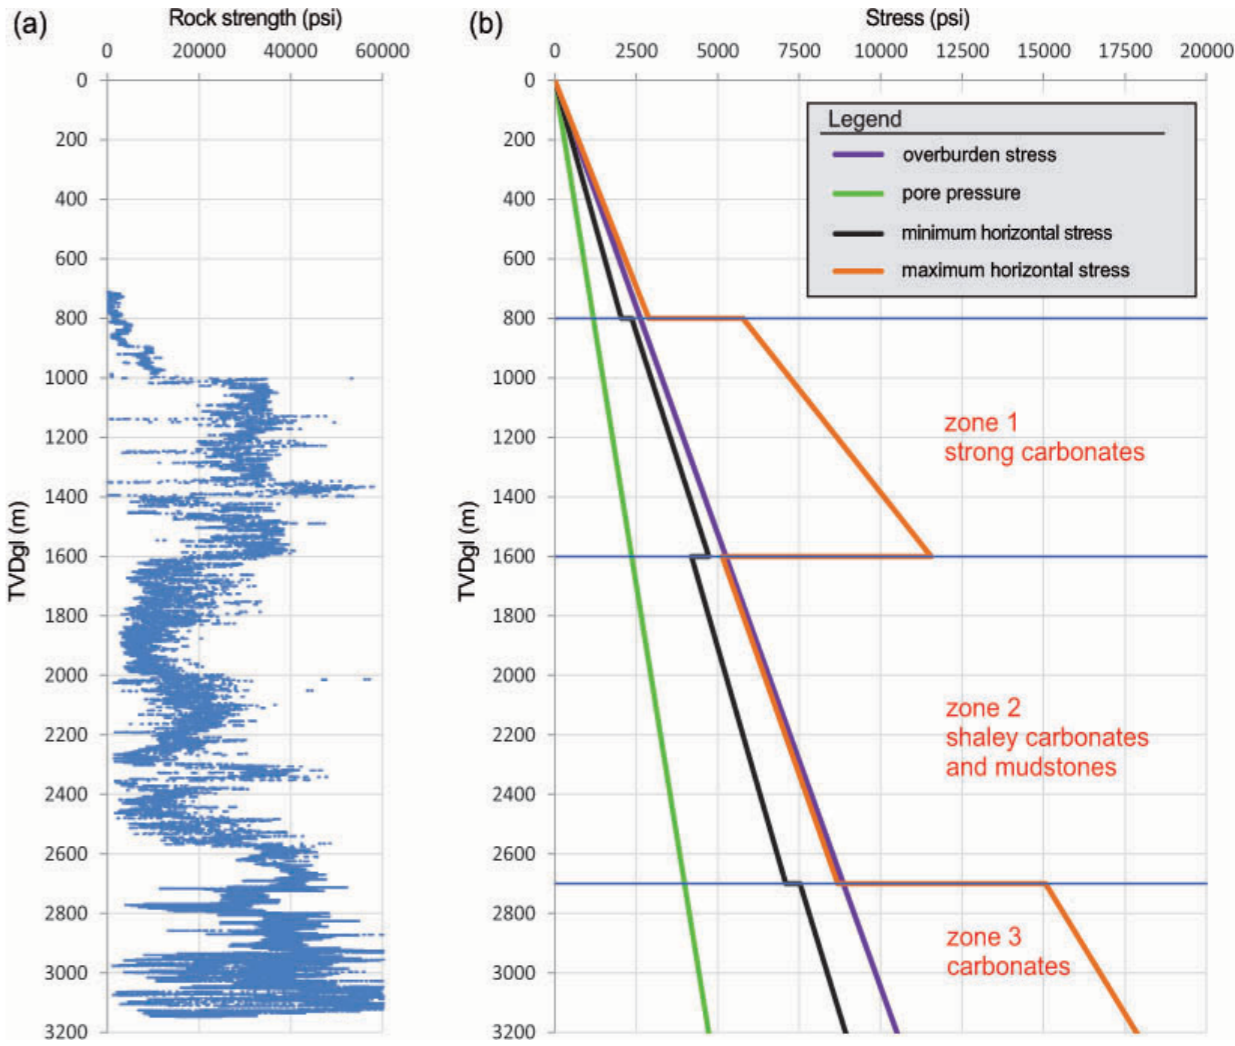 (a)
Rock strength (psi)
0 20000 40000 60000
0
200
400
600
800
1000
1200
1400
1600
1800
2000
2200
2400
2600
2800
3000
3200
TVDgl (m)
(b)
Stress (psi)
0 2500 5000 7500 10000 12500 15000 17500 20000
0
200
400
600
800
1000
1200
1400
1600
1800
2000
2200
2400
2600
2800
3000
3200
TVDgl (m)
Legend
overburden stress
pore pressure
minimum horizontal stress
maximum horizontal stress
zone 1
strong carbonates
zone 2
shaley carbonates
and mudstones
zone 3
carbonates